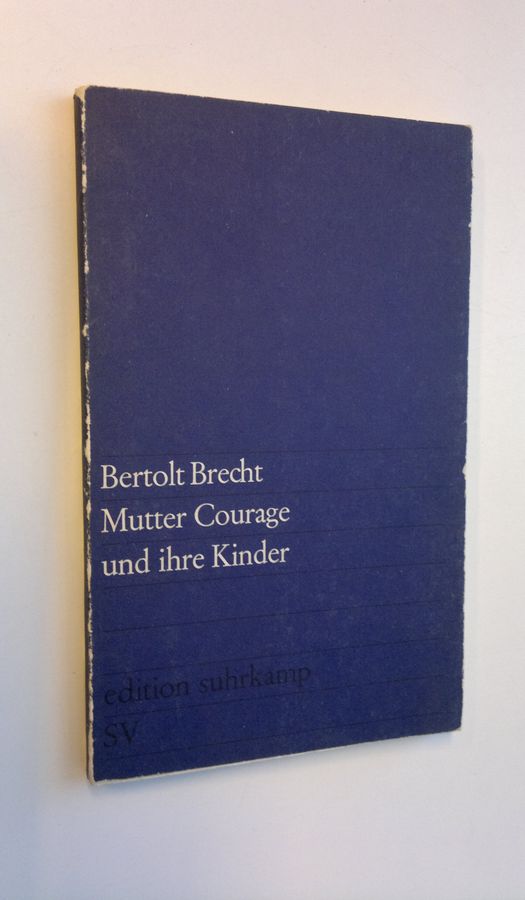 Bertolt Brecht
Mutter Courage
und ihre Kinder
edition suhrkamp
SV